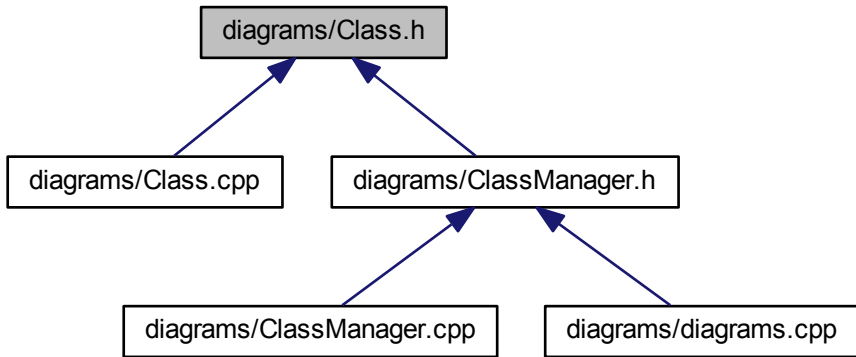 diagrams/Class.h
diagrams/Class.cpp
diagrams/ClassManager.h
diagrams/ClassManager.cpp
diagrams/diagrams.cpp